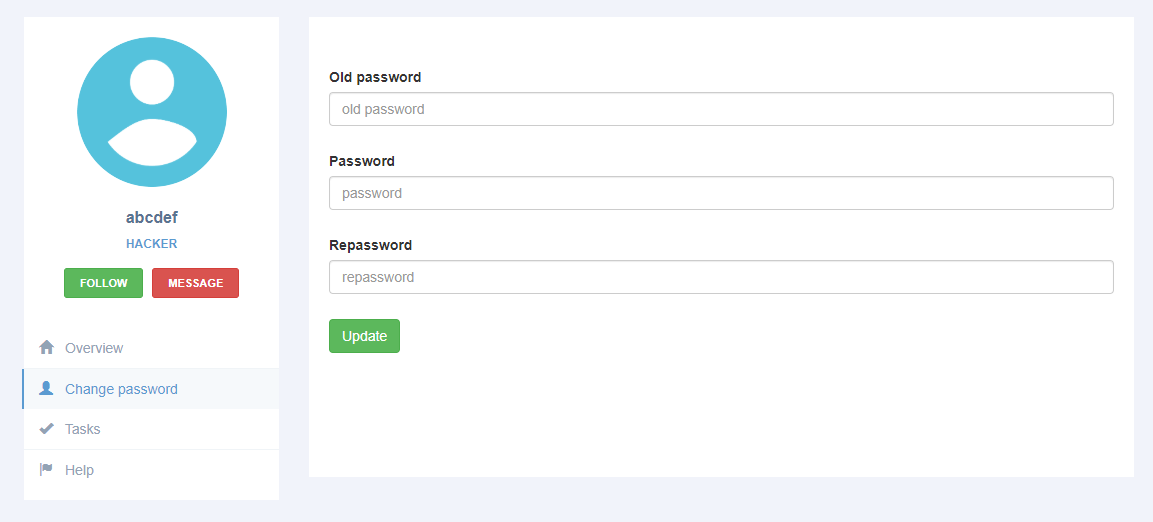 abcdef
HACKER
FOLLOW MESSAGE
Overview
Change password
Tasks
Help
Old password
old password
Password
password
Repassword
repassword
Update